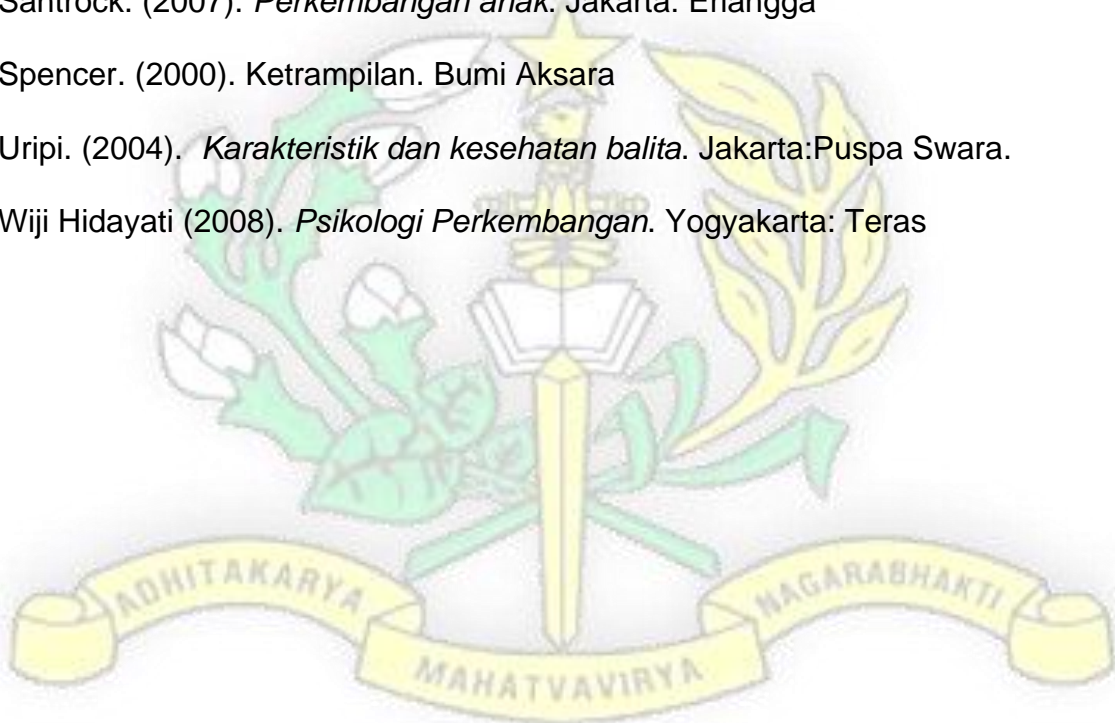 Santrock. (2007). Perkembangan anak. Jakarta: Erlangga
Spencer. (2000). Ketrampilan. Bumi Aksara
Uripi. (2004). Karakteristik dan kesehatan balita. Jakarta:Puspa Swara.
Wiji Hidayati (2008). Psikologi Perkembangan. Yogyakarta: Teras
ADHITAKARYA
MAHATVAVIRYA
NAGARABHAKTI